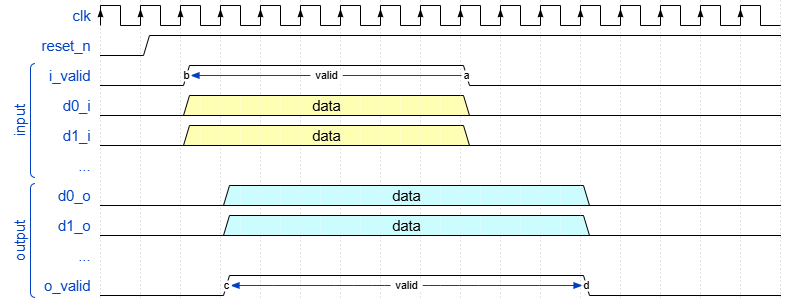 clk
reset_n
input
i_valid
b valid a
d0_i data
d1_i data
...
output
d0_o data
d1_o data
...
o_valid
c valid d